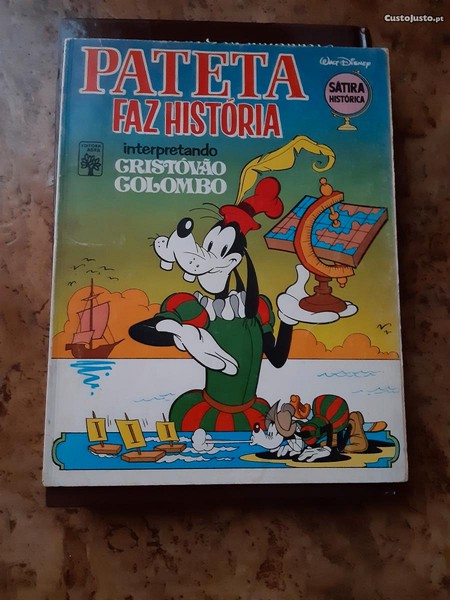 CustoJusto.pt
PATETA
WALT DISNEY
FAZ HISTÓRIA
SÁTIRA
HISTÓRICA
interpretando
CRISTÓVÃO
COLOMBO
EDITORA ABRIL